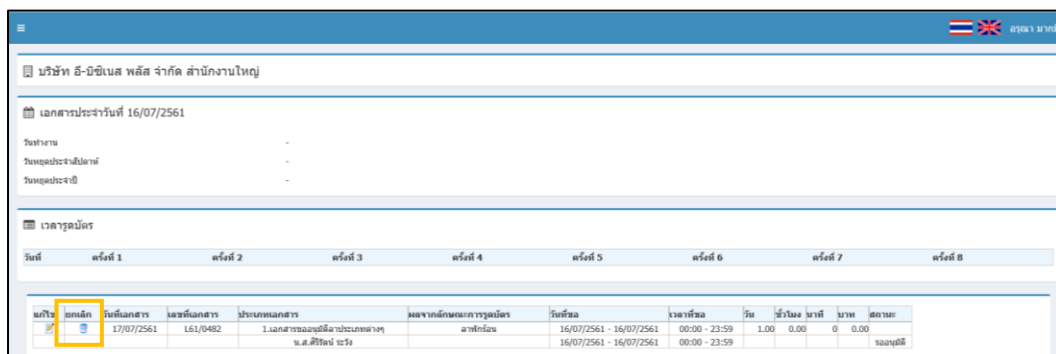 อรุณา มากมี
บริษัท อี-บิซิเนส พลัส จำกัด สำนักงานใหญ่
เอกสารประจำวันที่ 16/07/2561
วันทำงาน -
วันหยุดประจำสัปดาห์ -
วันหยุดประจำปี -
เวลารูดบัตร
วันที่ ครั้งที่ 1 ครั้งที่ 2 ครั้งที่ 3 ครั้งที่ 4 ครั้งที่ 5 ครั้งที่ 6 ครั้งที่ 7 ครั้งที่ 8
แก้ไข ยกเลิก วันที่เอกสาร เลขที่เอกสาร ประเภทเอกสาร ผลจากลักษณะการรูดบัตร วันที่ขอ เวลาที่ขอ วัน ชั่วโมง นาที บาท สถานะ
17/07/2561 L61/0482 1.เอกสารขออนุมัติลาประเภทต่างๆ ลาพักร้อน 16/07/2561 - 16/07/2561 00:00 - 23:59 1.00 0.00 0 0.00
น.ส.ศิริรัตน์ ระวัง 16/07/2561 - 16/07/2561 00:00 - 23:59 รออนุมัติ